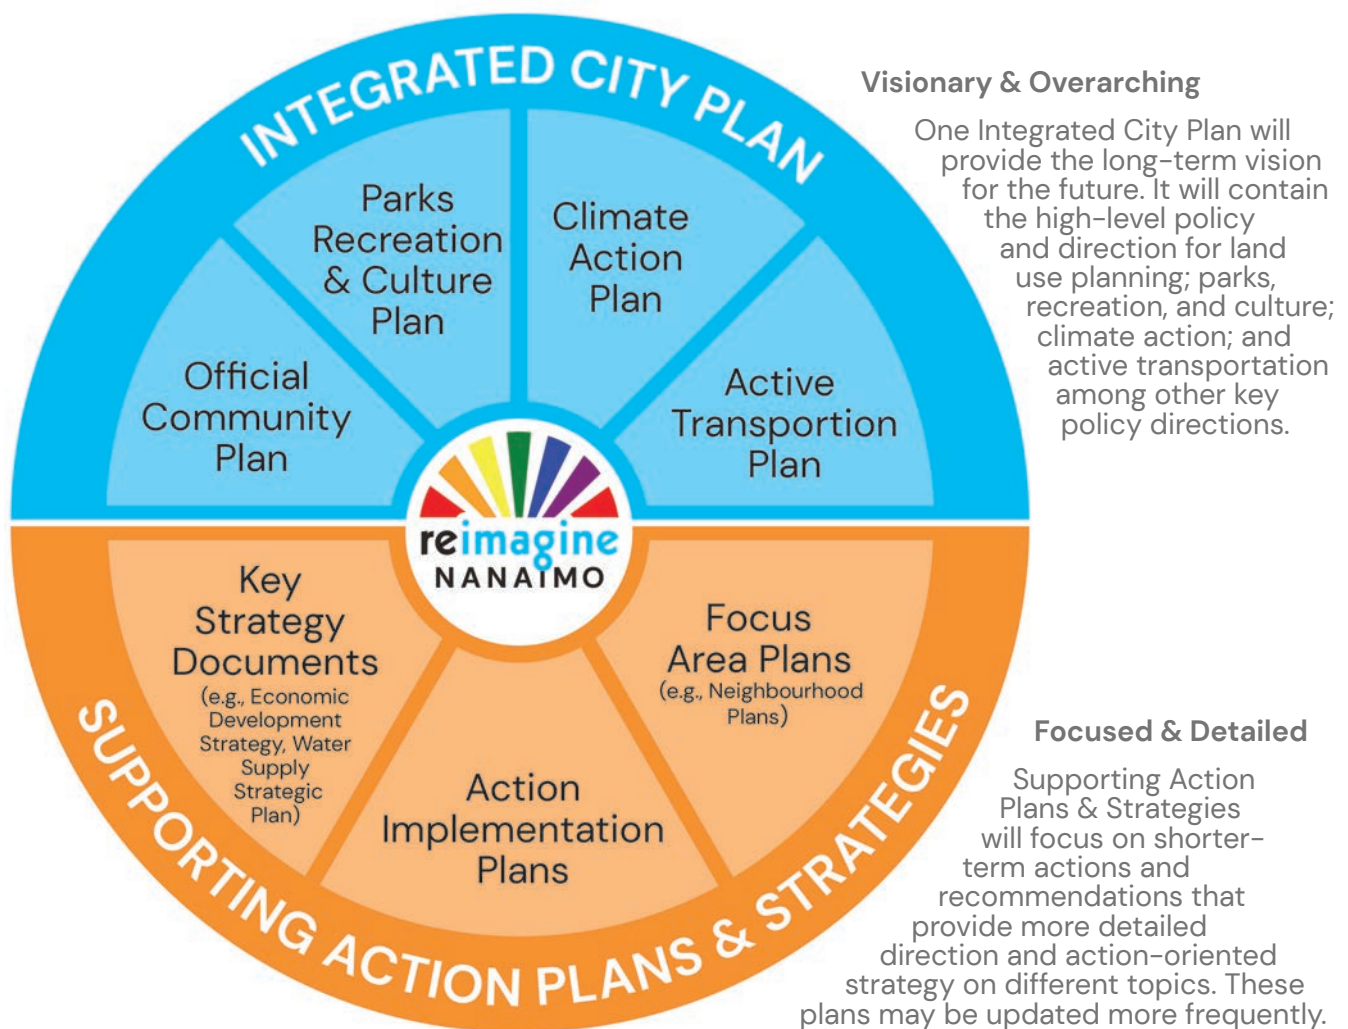 INTEGRATED CITY PLAN
Parks
Recreation
& Culture
Plan
Climate
Action
Plan
Official
Community
Plan
Active
Transportion
Plan
reimagine
NANAIMO
Key
Strategy
Documents
(e.g., Economic
Development
Strategy, Water
Supply
Strategic
Plan)
Action
Implementation
Plans
Focus
Area Plans
(e.g., Neighbourhood
Plans)
SUPPORTING ACTION PLANS & STRATEGIES
Visionary & Overarching
One Integrated City Plan will
provide the long-term vision
for the future. It will contain
the high-level policy
and direction for land
use planning; parks,
recreation, and culture;
climate action; and
active transportation
among other key
policy directions.
Focused & Detailed
Supporting Action
Plans & Strategies
will focus on shorter-
term actions and
recommendations that
provide more detailed
direction and action-oriented
strategy on different topics. These
plans may be updated more frequently.